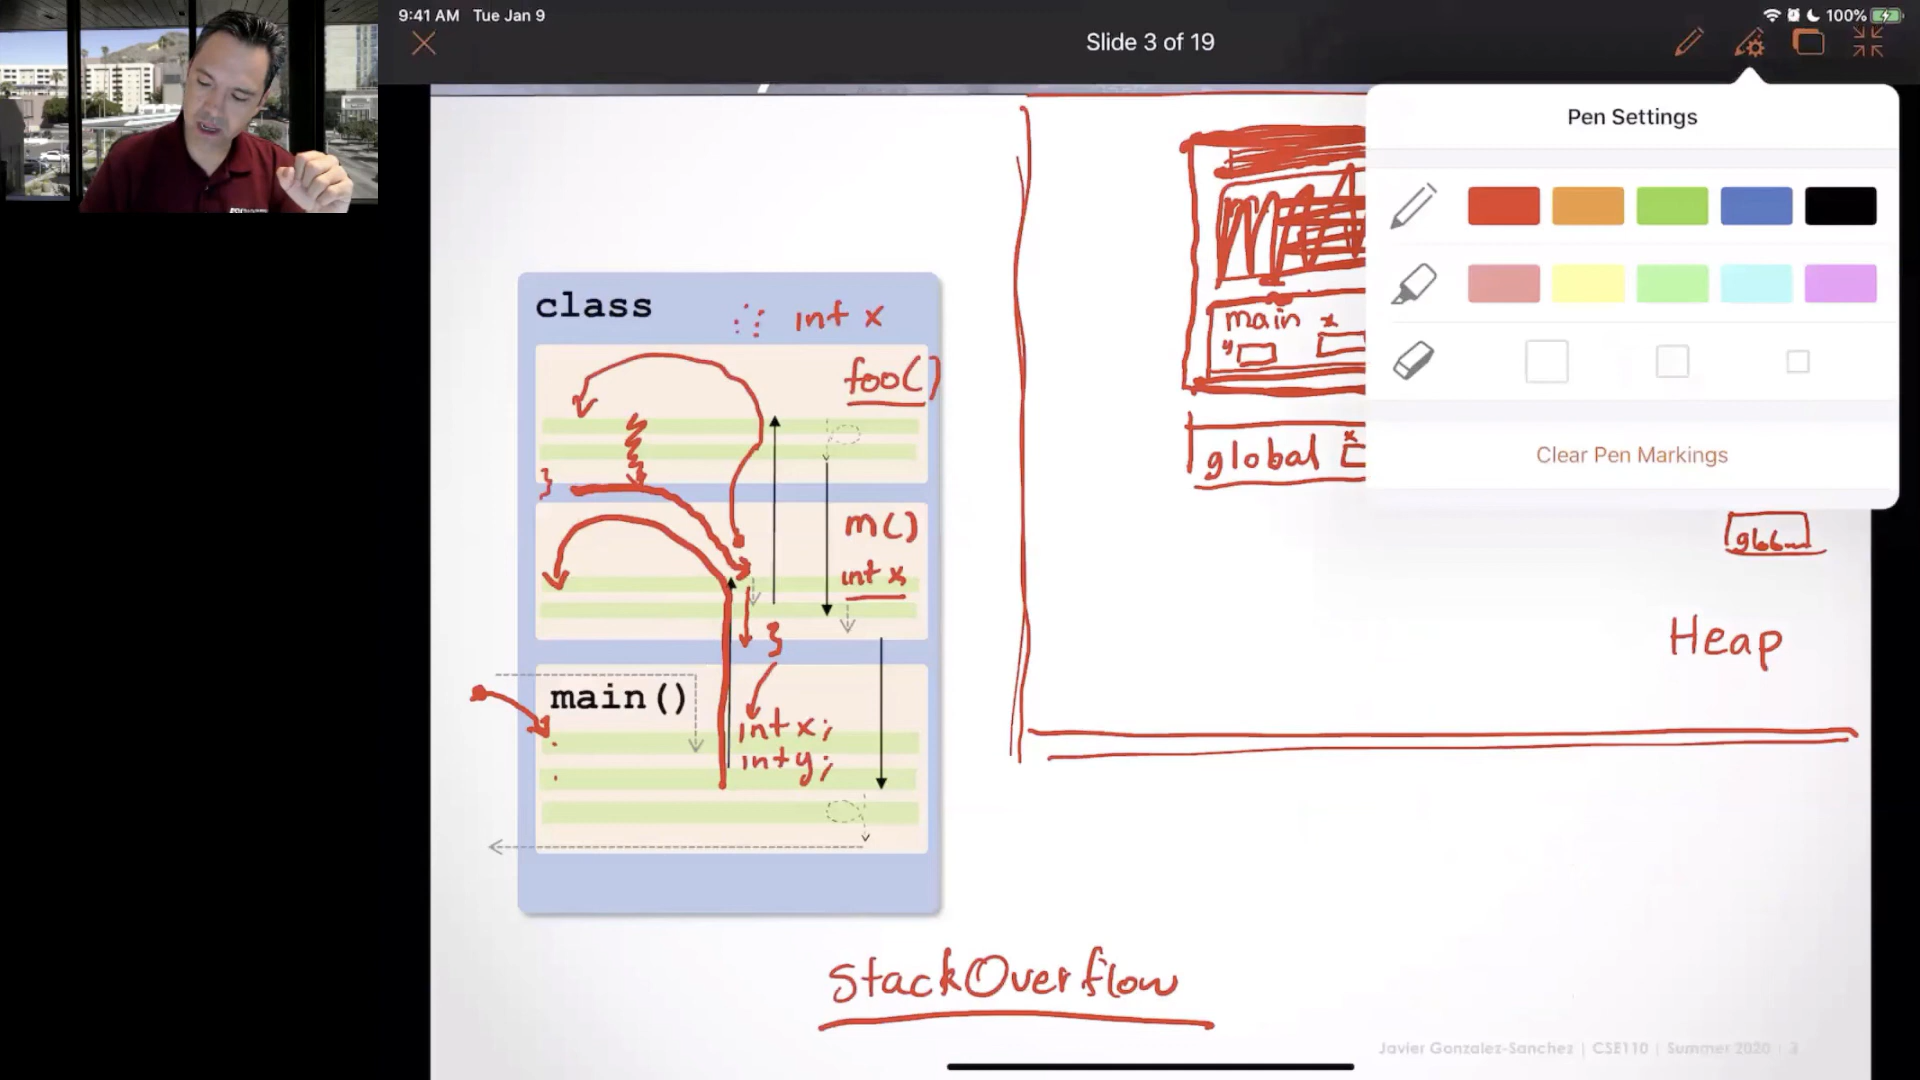 9:41 AM Tue Jan 9
100%
Slide 3 of 19
Pen Settings
Clear Pen Markings
class
int x
foo()
}
m()
int x
}
main()
int x;
int y;
main x
y
global x
Heap
StackOverflow
Javier Gonzalez-Sanchez | CSE110 | Summer 2020 | 3